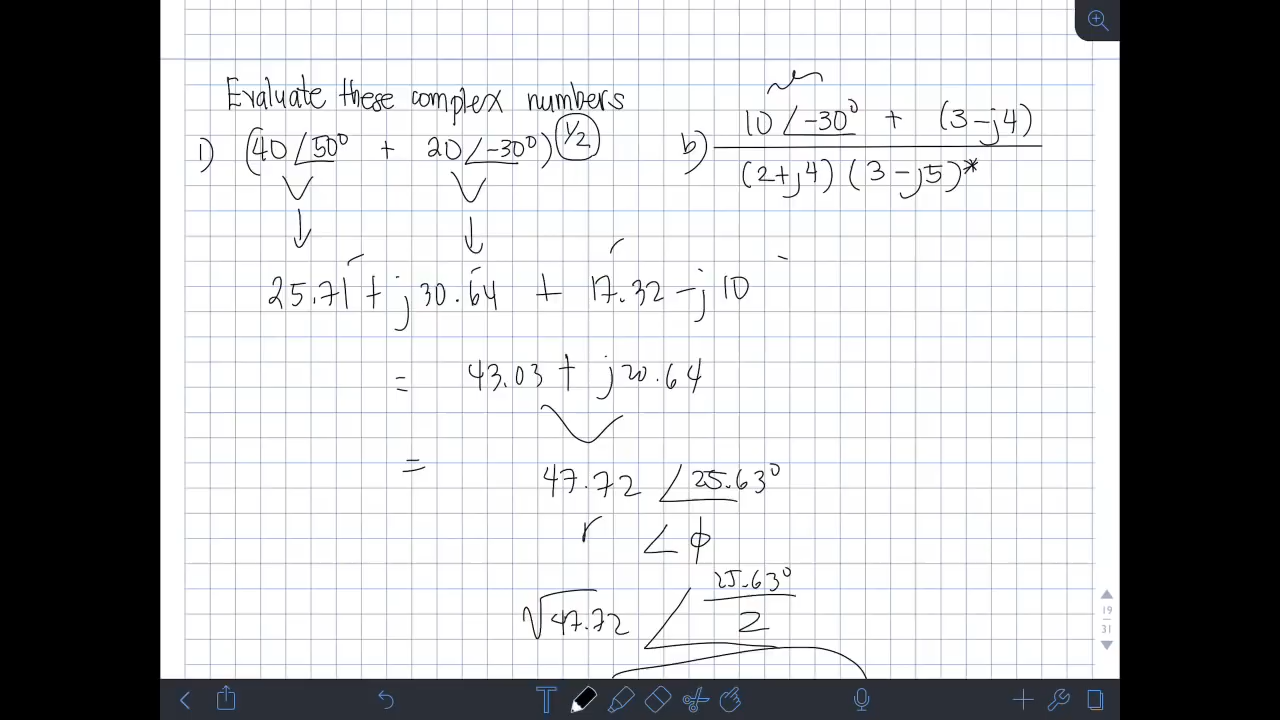 Evaluate these complex numbers
1) (40∠50° + 20∠-30°)^1/2
b) 10∠-30° + (3-j4)
(2+j4)(3-j5)*
25.71 + j30.64 + 17.32 - j10
= 43.03 + j20.64
= 47.72 ∠25.63°
r ∠φ
√47.72 ∠25.63°/2
19
31
T